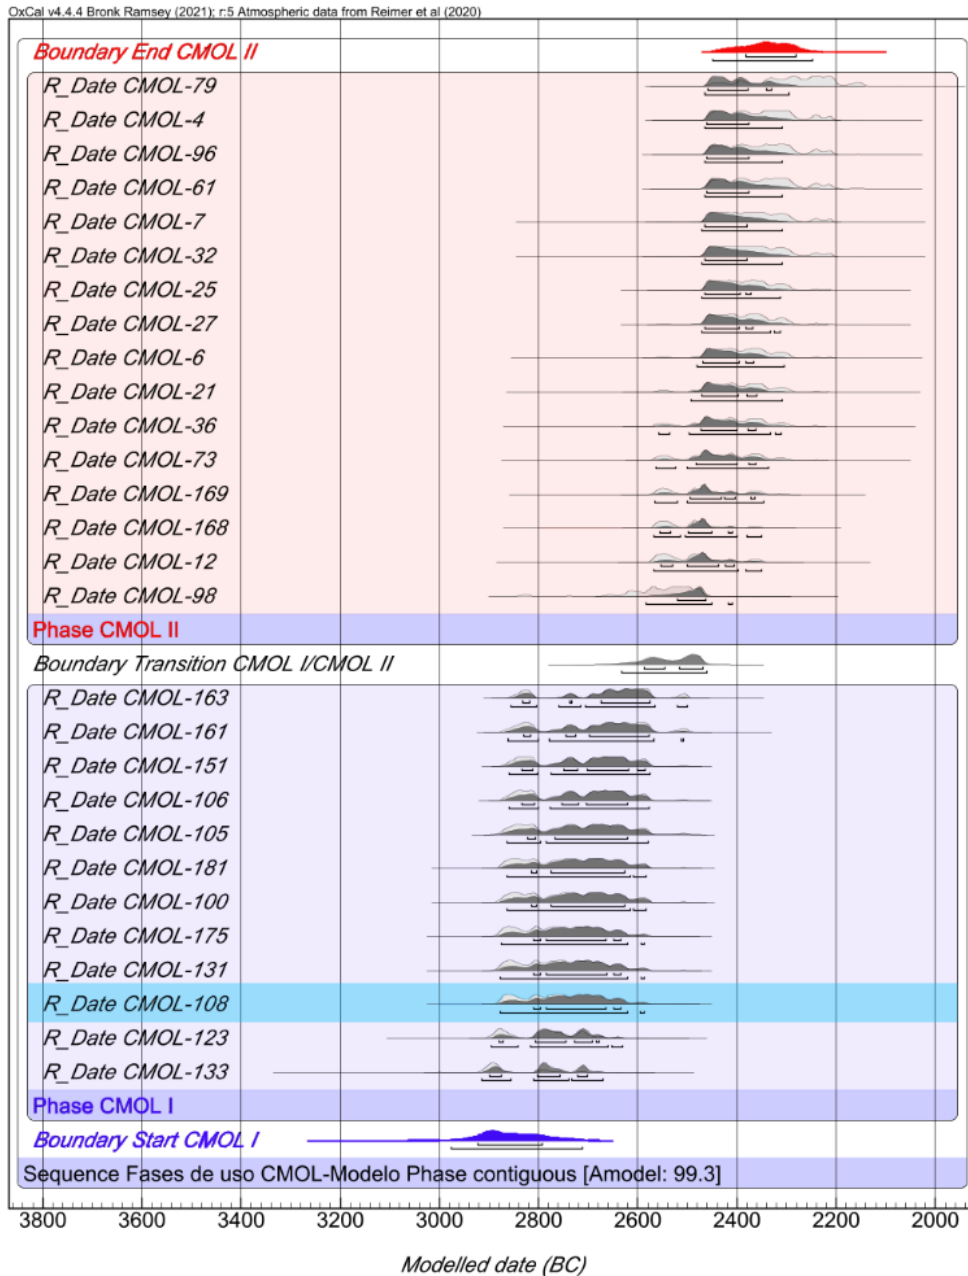 OxCal v4.4.4 Bronk Ramsey (2021); r:5 Atmospheric data from Reimer et al (2020)
Boundary End CMOL II
R_Date CMOL-79
R_Date CMOL-4
R_Date CMOL-96
R_Date CMOL-61
R_Date CMOL-7
R_Date CMOL-32
R_Date CMOL-25
R_Date CMOL-27
R_Date CMOL-6
R_Date CMOL-21
R_Date CMOL-36
R_Date CMOL-73
R_Date CMOL-169
R_Date CMOL-168
R_Date CMOL-12
R_Date CMOL-98
Phase CMOL II
Boundary Transition CMOL I/CMOL II
R_Date CMOL-163
R_Date CMOL-161
R_Date CMOL-151
R_Date CMOL-106
R_Date CMOL-105
R_Date CMOL-181
R_Date CMOL-100
R_Date CMOL-175
R_Date CMOL-131
R_Date CMOL-108
R_Date CMOL-123
R_Date CMOL-133
Phase CMOL I
Boundary Start CMOL I
Sequence Fases de uso CMOL-Modelo Phase contiguous [Amodel: 99.3]
3800 3600 3400 3200 3000 2800 2600 2400 2200 2000
Modelled date (BC)